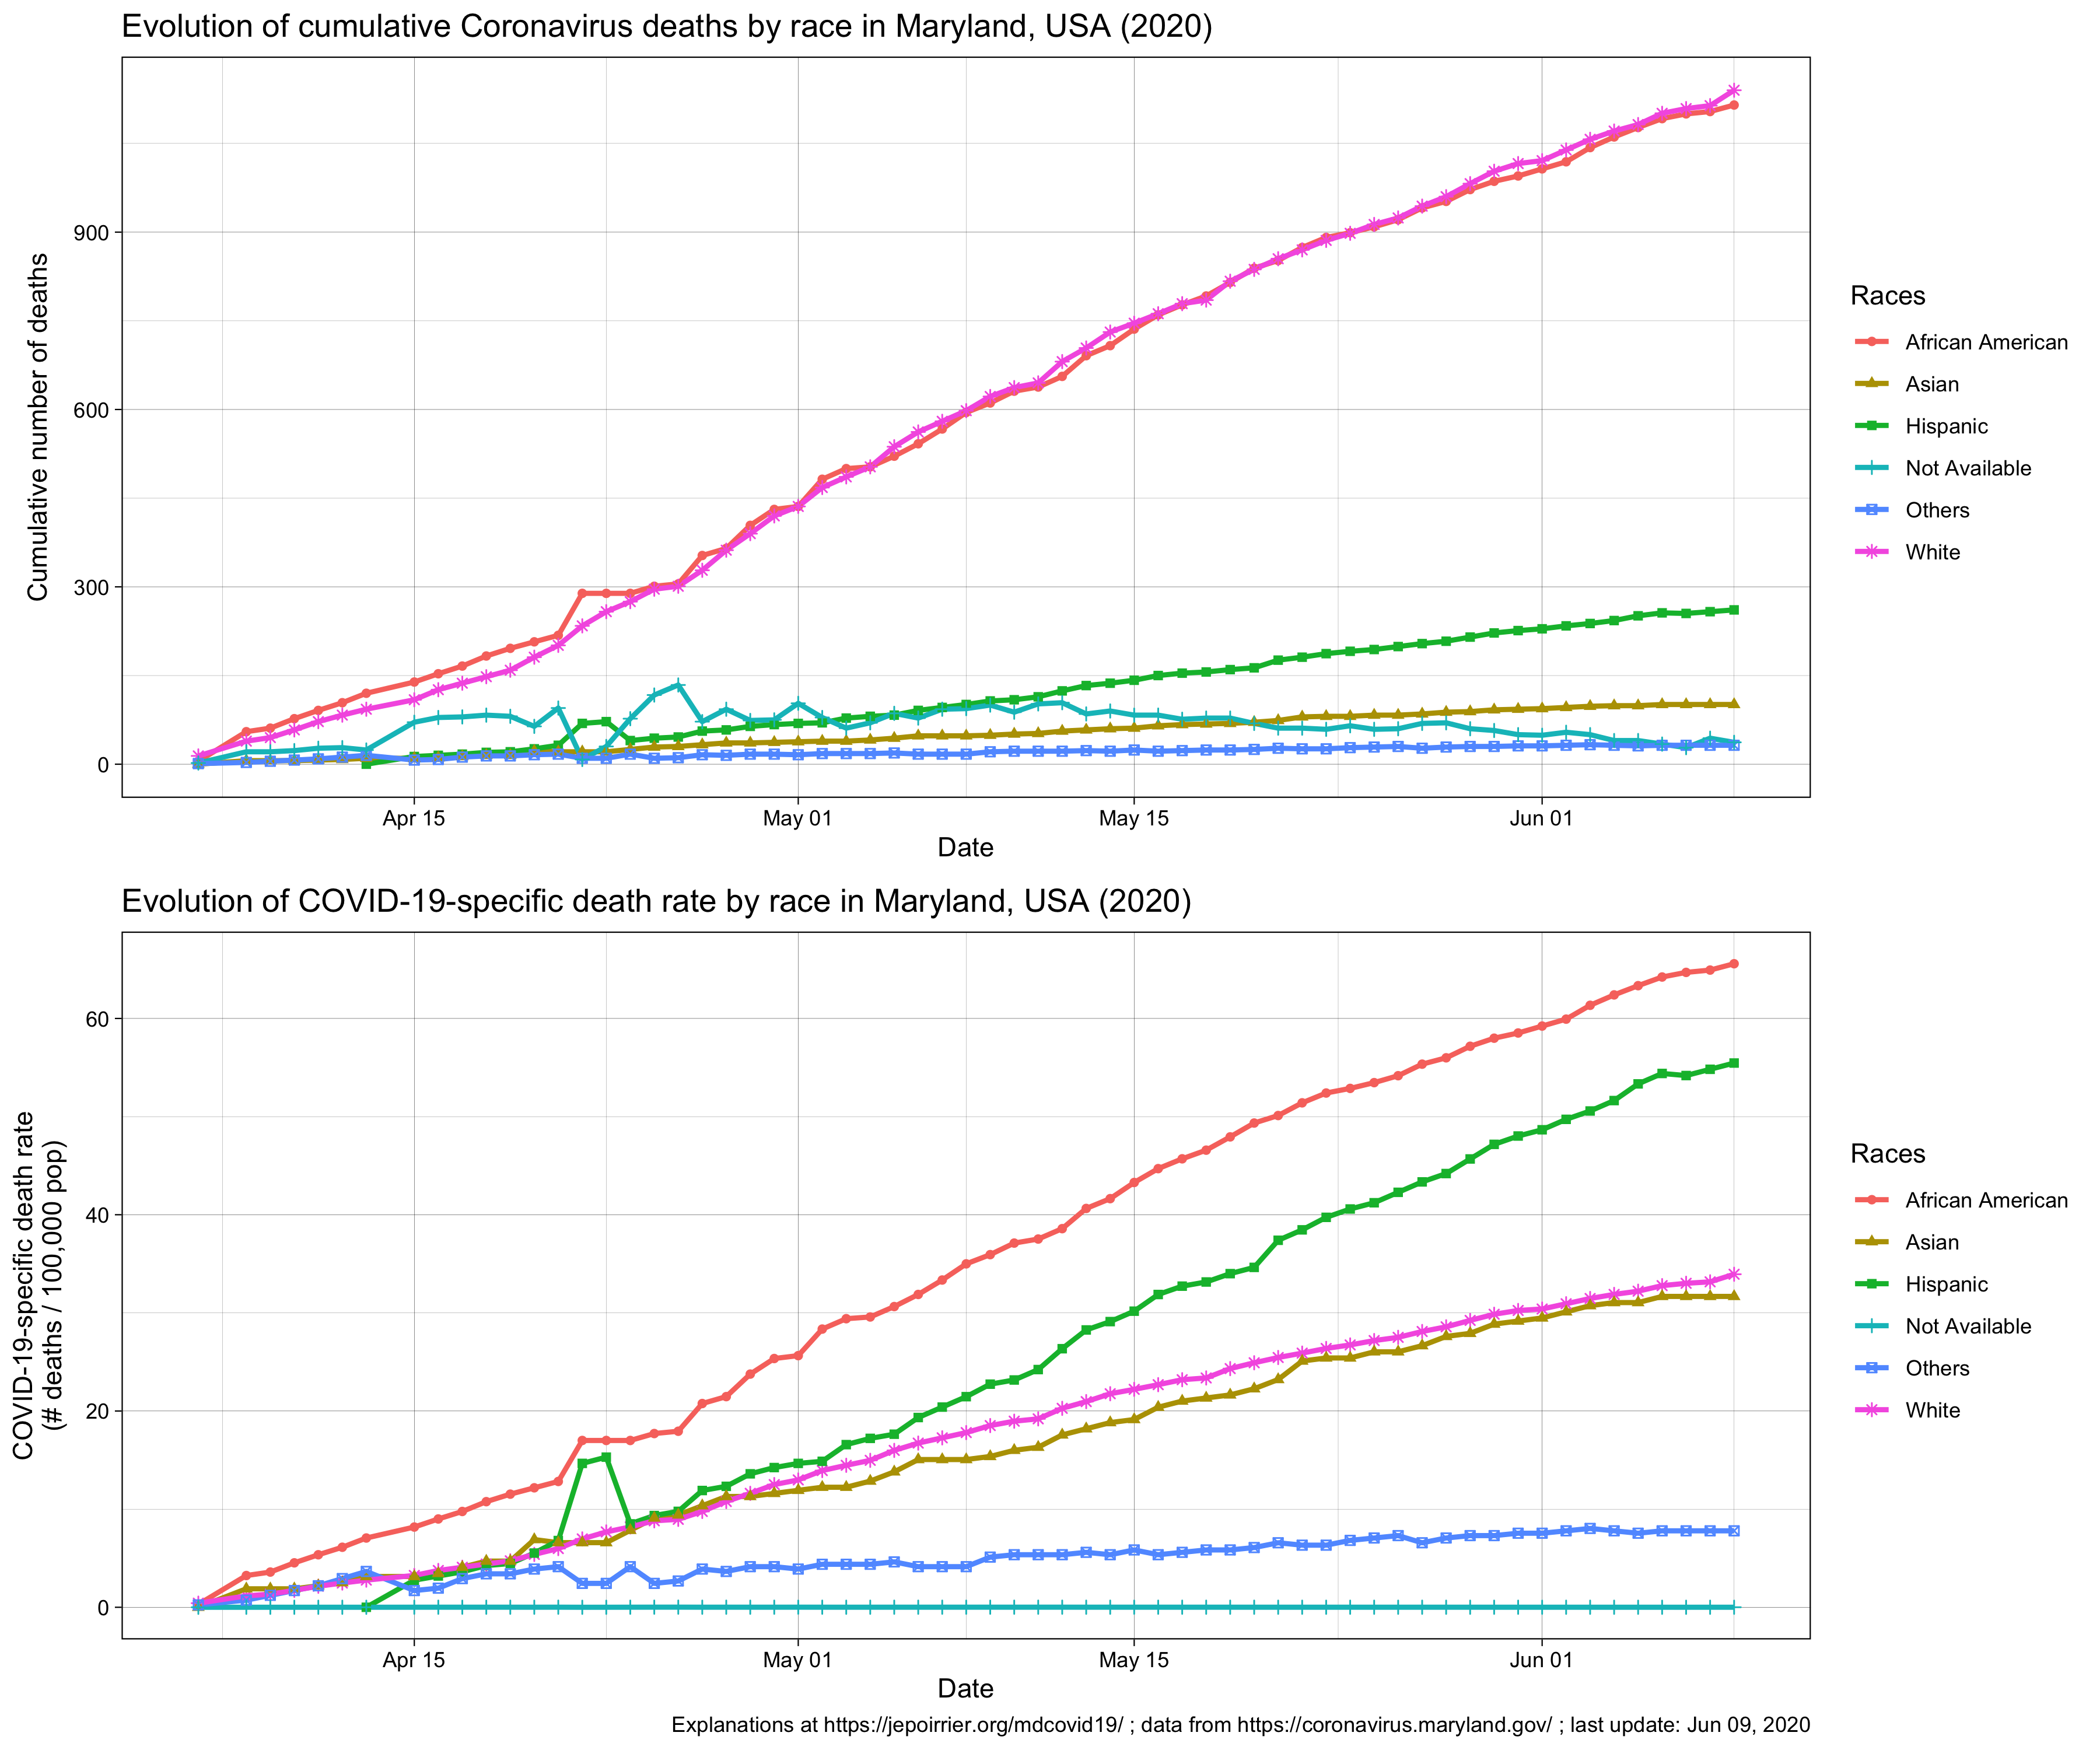 Evolution of cumulative Coronavirus deaths by race in Maryland, USA (2020)
Cumulative number of deaths
900
600
300
0
Apr 15
May 01
May 15
Jun 01
Date
Races
African American
Asian
Hispanic
Not Available
Others
White
Evolution of COVID-19-specific death rate by race in Maryland, USA (2020)
COVID-19-specific death rate
(# deaths / 100,000 pop)
60
40
20
0
Apr 15
May 01
May 15
Jun 01
Date
Races
African American
Asian
Hispanic
Not Available
Others
White
Explanations at https://jepoirrier.org/mdcovid19/ ; data from https://coronavirus.maryland.gov/ ; last update: Jun 09, 2020